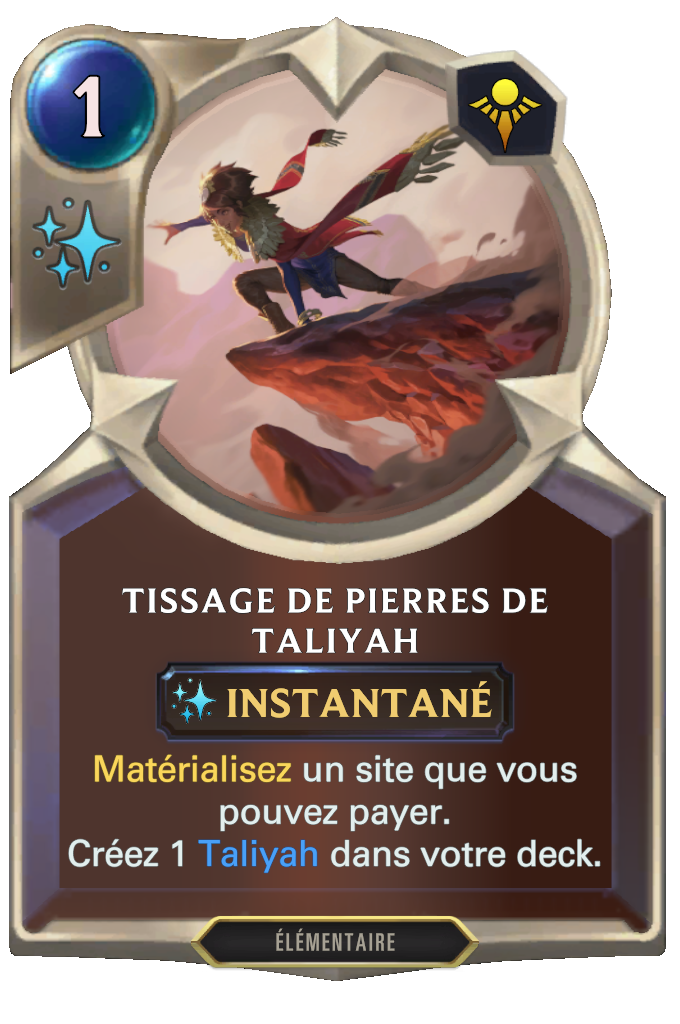 1
TISSAGE DE PIERRES DE
TALIYAH
INSTANTANÉ
Matérialisez un site que vous
pouvez payer.
Créez 1 Taliyah dans votre deck.
ÉLÉMENTAIRE